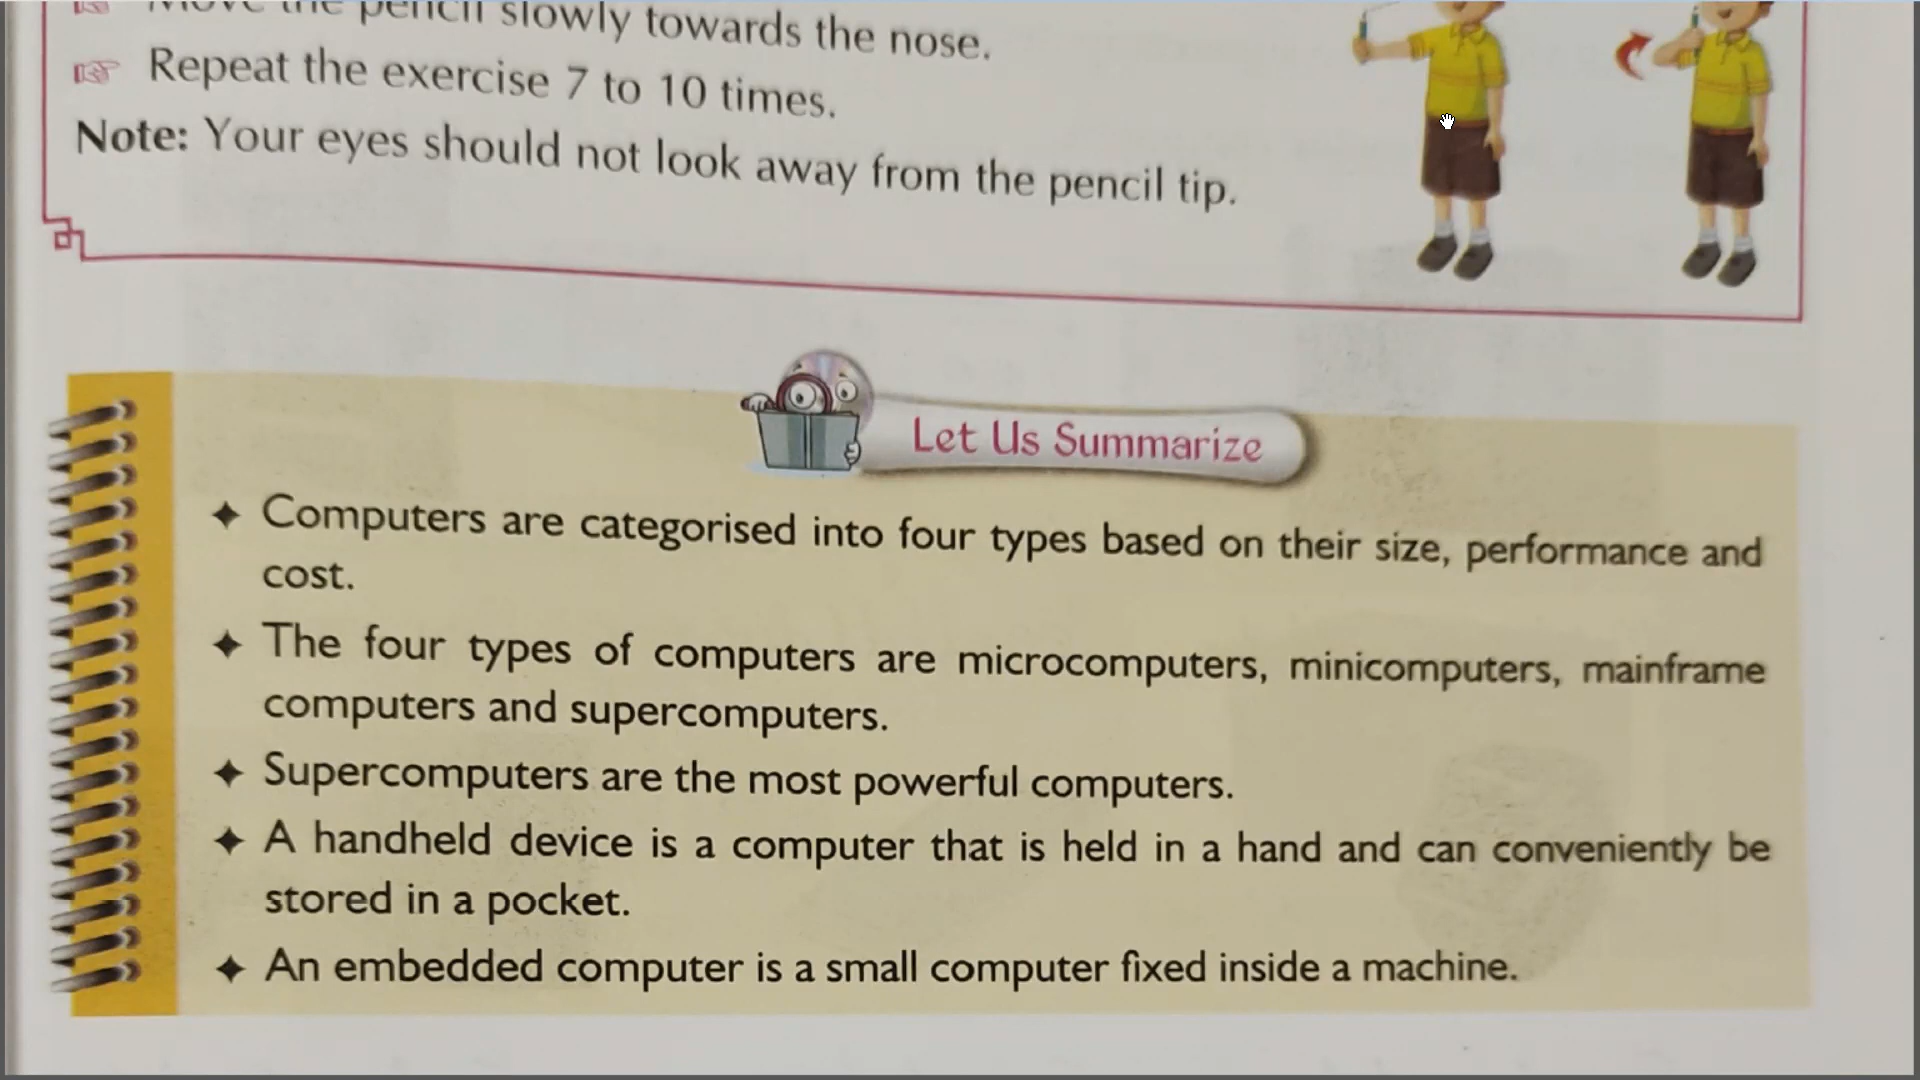 Move the pencil slowly towards the nose.
Repeat the exercise 7 to 10 times.
Note: Your eyes should not look away from the pencil tip.
Let Us Summarize
Computers are categorised into four types based on their size, performance and
cost.
The four types of computers are microcomputers, minicomputers, mainframe
computers and supercomputers.
Supercomputers are the most powerful computers.
A handheld device is a computer that is held in a hand and can conveniently be
stored in a pocket.
An embedded computer is a small computer fixed inside a machine.